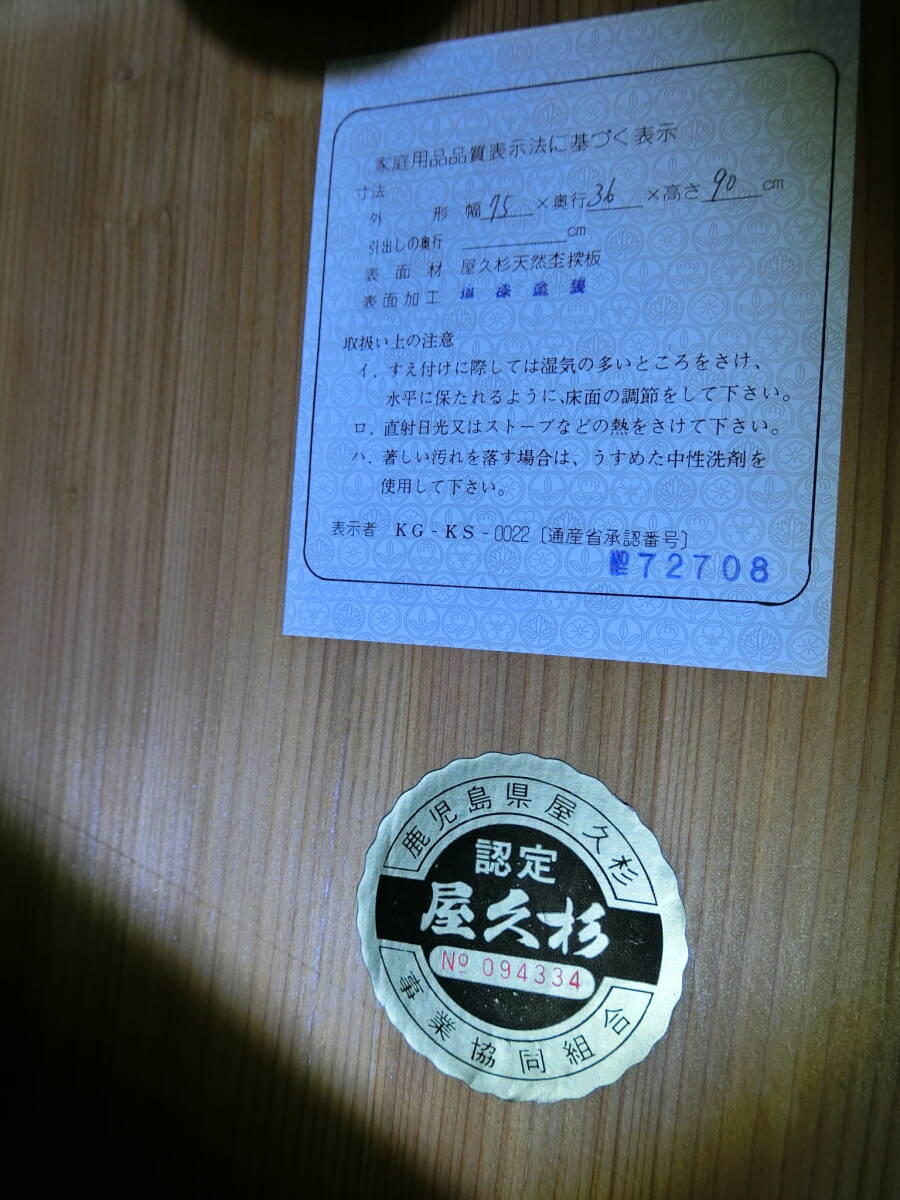 家庭用品品質表示法に基づく表示
寸法
外形 幅 75 ×奥行 36 ×高さ 90 cm
引出しの奥行 cm
表面材 屋久杉天然杢挾板
表面加工 漆塗装
取扱い上の注意
イ．すえ付けに際しては湿気の多いところをさけ、
水平に保たれるように、床面の調節をして下さい。
ロ．直射日光又はストーブなどの熱をさけて下さい。
ハ．著しい汚れを落す場合は、うすめた中性洗剤を
使用して下さい。
表示者 KG-KS-0022〔通産省承認番号〕
№ 72708
鹿児島県屋久杉
認定
屋久杉
№ 094334
事業協同組合